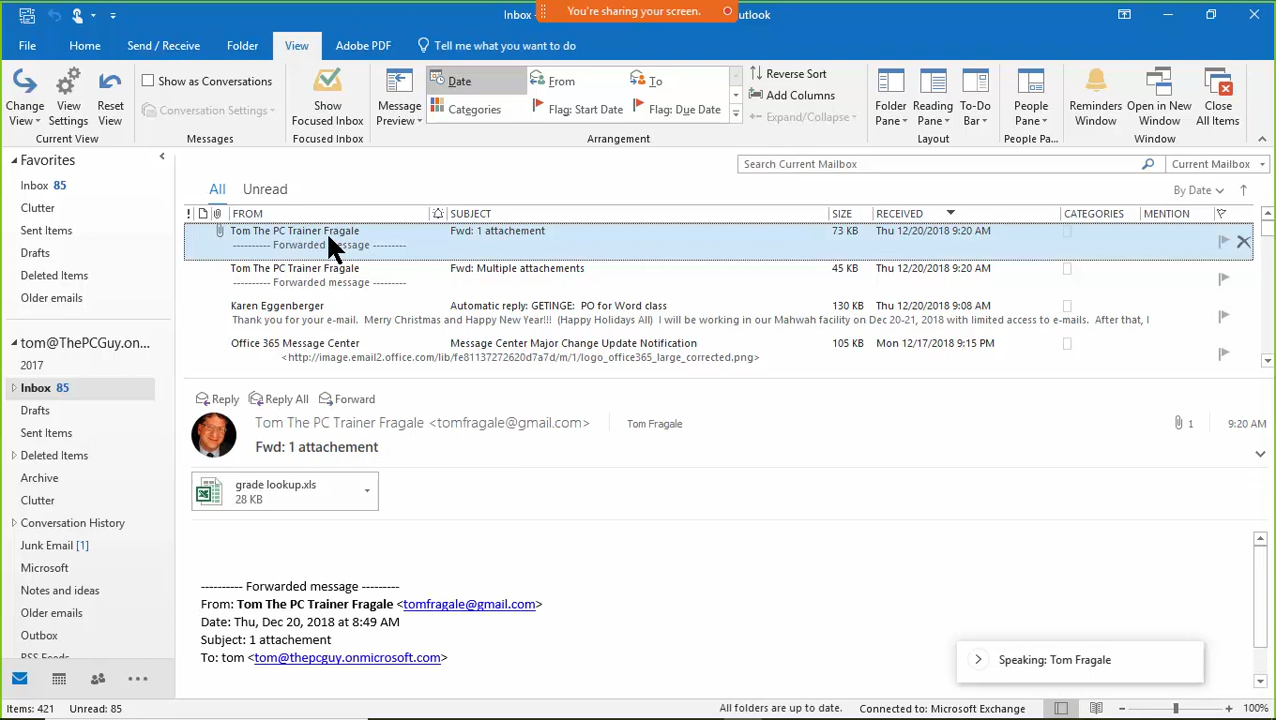 Inbox -
You're sharing your screen.
utlook
File Home Send / Receive Folder View Adobe PDF Tell me what you want to do
Change View
View Settings
Reset View
Current View
Show as Conversations
Conversation Settings
Messages
Show Focused Inbox
Focused Inbox
Message Preview
Date From To
Categories Flag: Start Date Flag: Due Date
Arrangement
Reverse Sort
Add Columns
Expand/Collapse
Folder Pane
Reading Pane
To-Do Bar
Layout
People Pane
People Pa...
Reminders Window
Open in New Window
Close All Items
Window
Favorites
Inbox 85
Clutter
Sent Items
Drafts
Deleted Items
Older emails
tom@ThePCGuy.on...
2017
Inbox 85
Drafts
Sent Items
Deleted Items
Archive
Clutter
Conversation History
Junk Email [1]
Microsoft
Notes and ideas
Older emails
Outbox
RSS Feeds
Search Current Mailbox
Current Mailbox
All Unread
By Date
! FROM SUBJECT SIZE RECEIVED CATEGORIES MENTION
Tom The PC Trainer Fragale Fwd: 1 attachement 73 KB Thu 12/20/2018 9:20 AM
---------- Forwarded message ---------
Tom The PC Trainer Fragale Fwd: Multiple attachements 45 KB Thu 12/20/2018 9:20 AM
---------- Forwarded message ---------
Karen Eggenberger Automatic reply: GETINGE: PO for Word class 130 KB Thu 12/20/2018 9:08 AM
Thank you for your e-mail. Merry Christmas and Happy New Year!!! (Happy Holidays All) I will be working in our Mahwah facility on Dec 20-21, 2018 with limited access to e-mails. After that, I
Office 365 Message Center Message Center Major Change Update Notification 105 KB Mon 12/17/2018 9:15 PM
<http://image.email2.office.com/lib/fe81137272620d7a7d/m/1/logo_office365_large_corrected.png>
Reply Reply All Forward
Tom The PC Trainer Fragale <tomfragale@gmail.com> Tom Fragale 1 9:20 AM
Fwd: 1 attachement
grade lookup.xls
28 KB
---------- Forwarded message ---------
From: Tom The PC Trainer Fragale <tomfragale@gmail.com>
Date: Thu, Dec 20, 2018 at 8:49 AM
Subject: 1 attachement
To: tom <tom@thepcguy.onmicrosoft.com>
Speaking: Tom Fragale
Items: 421 Unread: 85 All folders are up to date. Connected to: Microsoft Exchange 100%